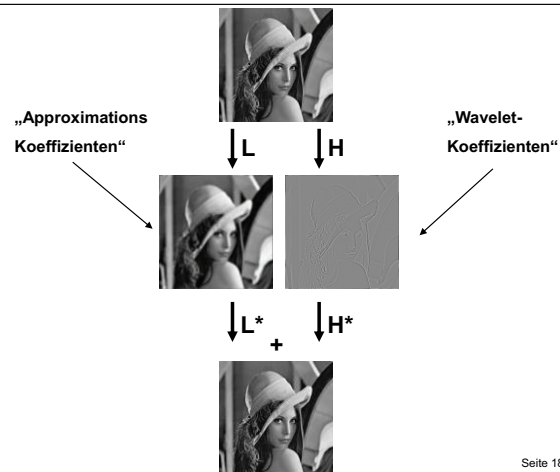 „Approximations
Koeffizienten“
L
H
„Wavelet-
Koeffizienten“
L*
+
H*
Seite 18